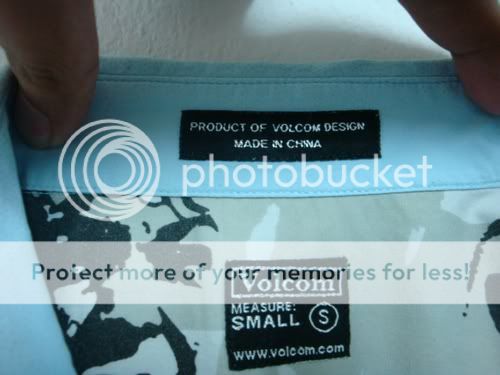 PRODUCT OF VOLCOM DESIGN
MADE IN CHINA
photobucket
Protect more of your memories for less!
Volcom
MEASURE:
SMALL S
www.volcom.com